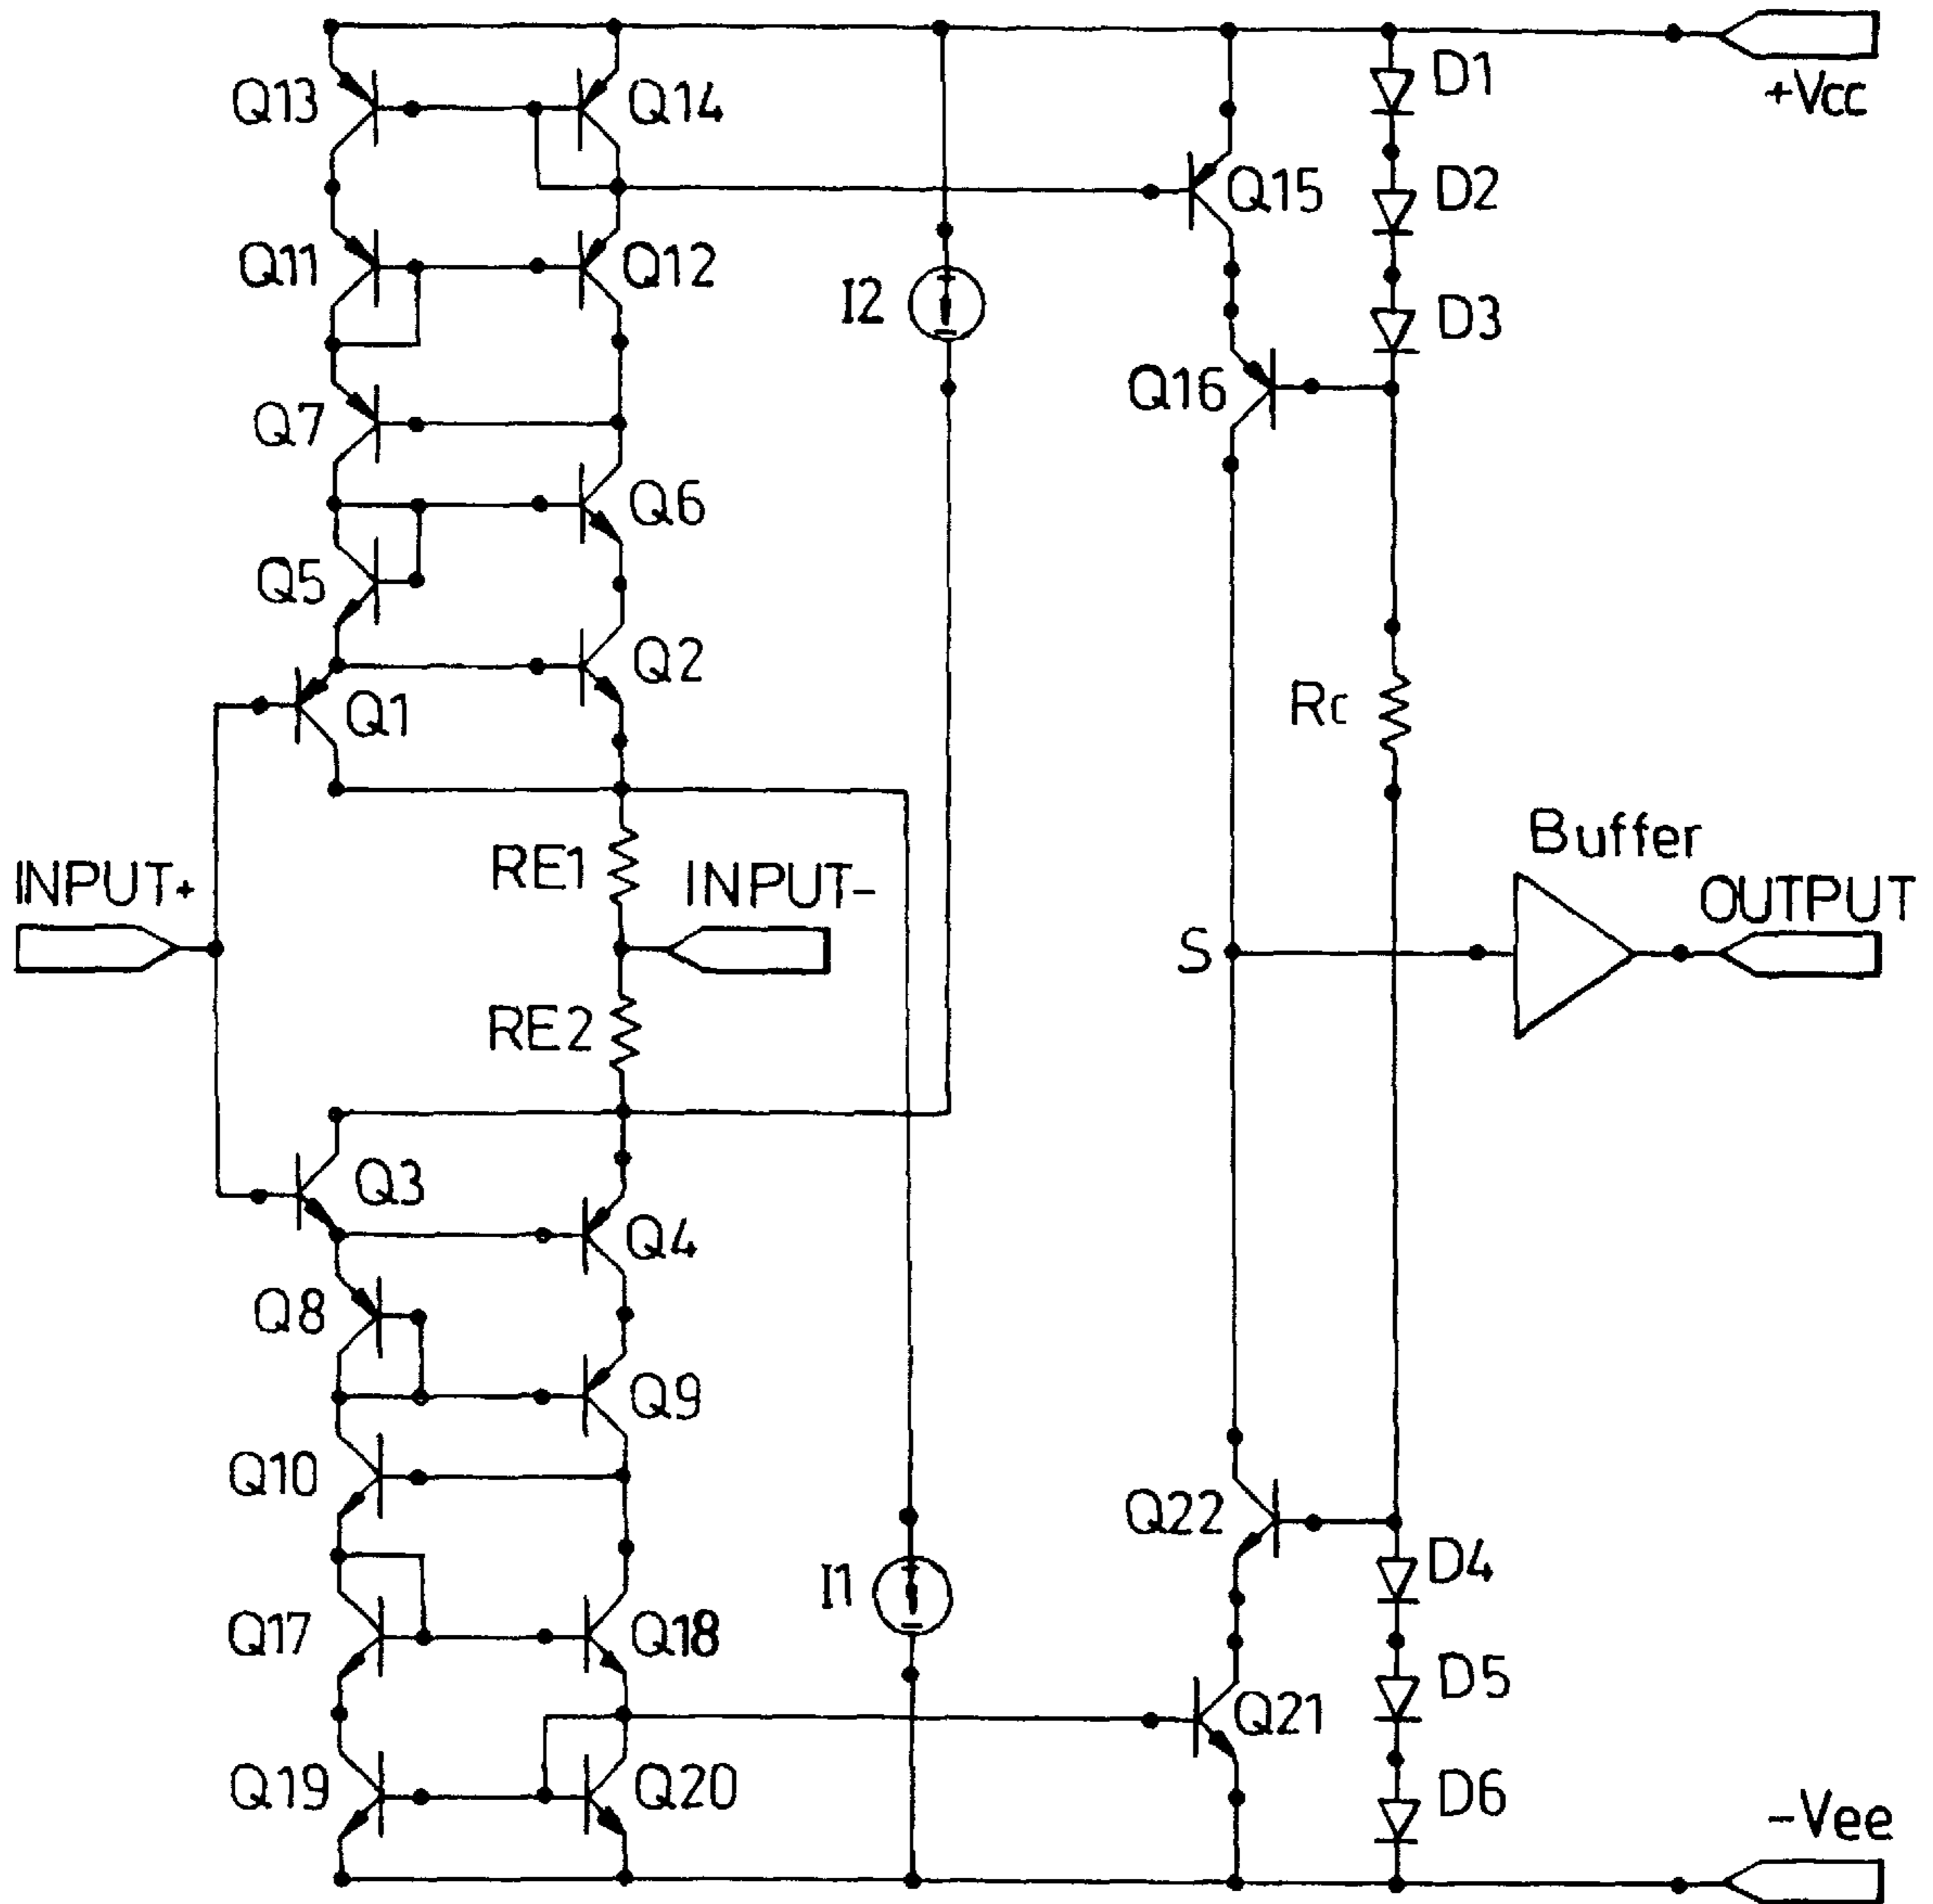 D1
Q13
Q14
+Vcc
Q15
D2
Q11
Q12
I2
D3
Q16
Q7
Q6
Q5
Q2
Q1
Rc
Buffer
RE1
INPUT+
INPUT-
OUTPUT
S
RE2
Q3
Q4
Q8
Q9
Q10
Q22
D4
I1
Q17
Q18
D5
Q21
Q19
Q20
D6
-Vee